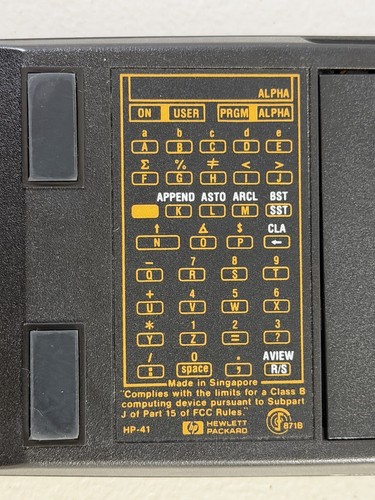 ALPHA
ON USER PRGM ALPHA
a b c d e
A B C D E
Σ % ≠ < >
F G H I J
APPEND ASTO ARCL BST
K L M SST
↑ ∡ $ CLA
N O P ←
− 7 8 9
Q R S T
+ 4 5 6
U V W X
* 1 2 3
Y Z = ?
/ 0 . AVIEW
: space , R/S
Made in Singapore
"Complies with the limits for a Class B
computing device pursuant to Subpart
J of Part 15 of FCC Rules."
HP-41 hp HEWLETT
PACKARD
871B